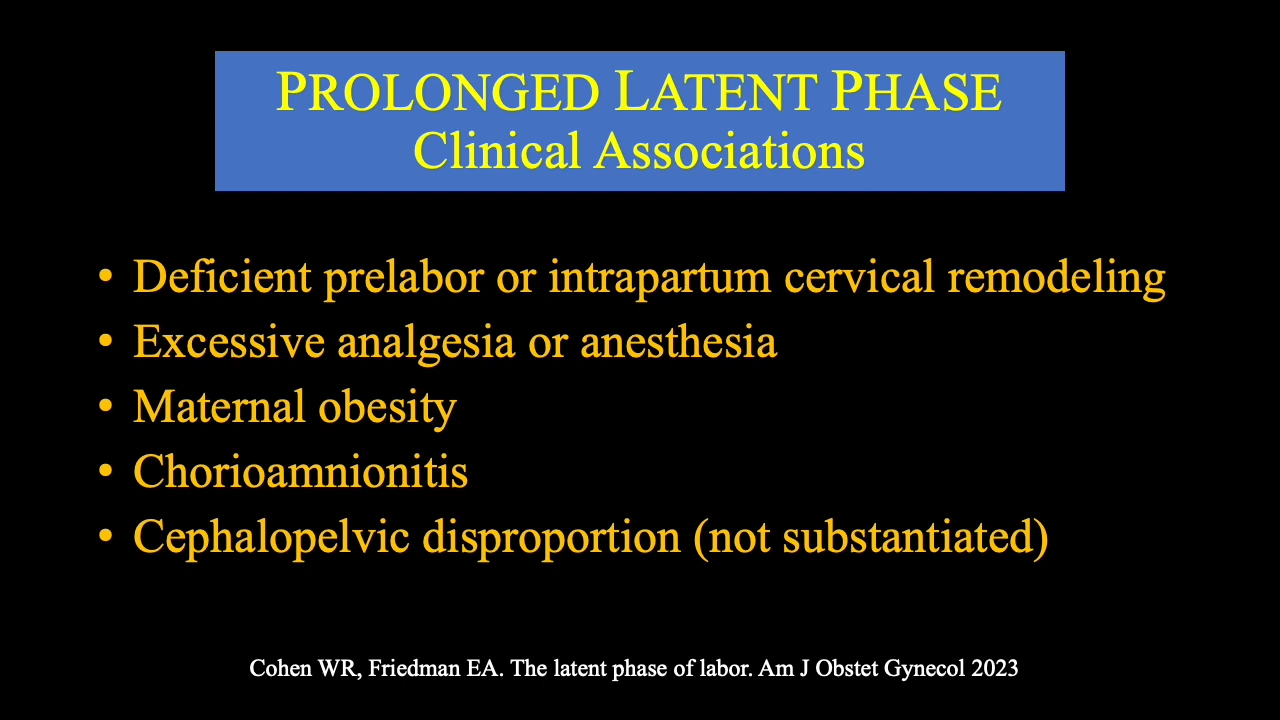 PROLONGED LATENT PHASE
Clinical Associations
• Deficient prelabor or intrapartum cervical remodeling
• Excessive analgesia or anesthesia
• Maternal obesity
• Chorioamnionitis
• Cephalopelvic disproportion (not substantiated)
Cohen WR, Friedman EA. The latent phase of labor. Am J Obstet Gynecol 2023